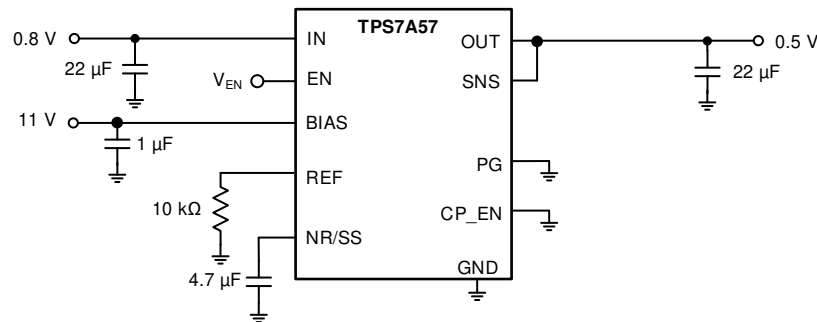 TPS7A57
0.8 V
IN
OUT
0.5 V
22 µF
EN
SNS
22 µF
V_EN
11 V
BIAS
1 µF
REF
PG
10 kΩ
CP_EN
NR/SS
4.7 µF
GND